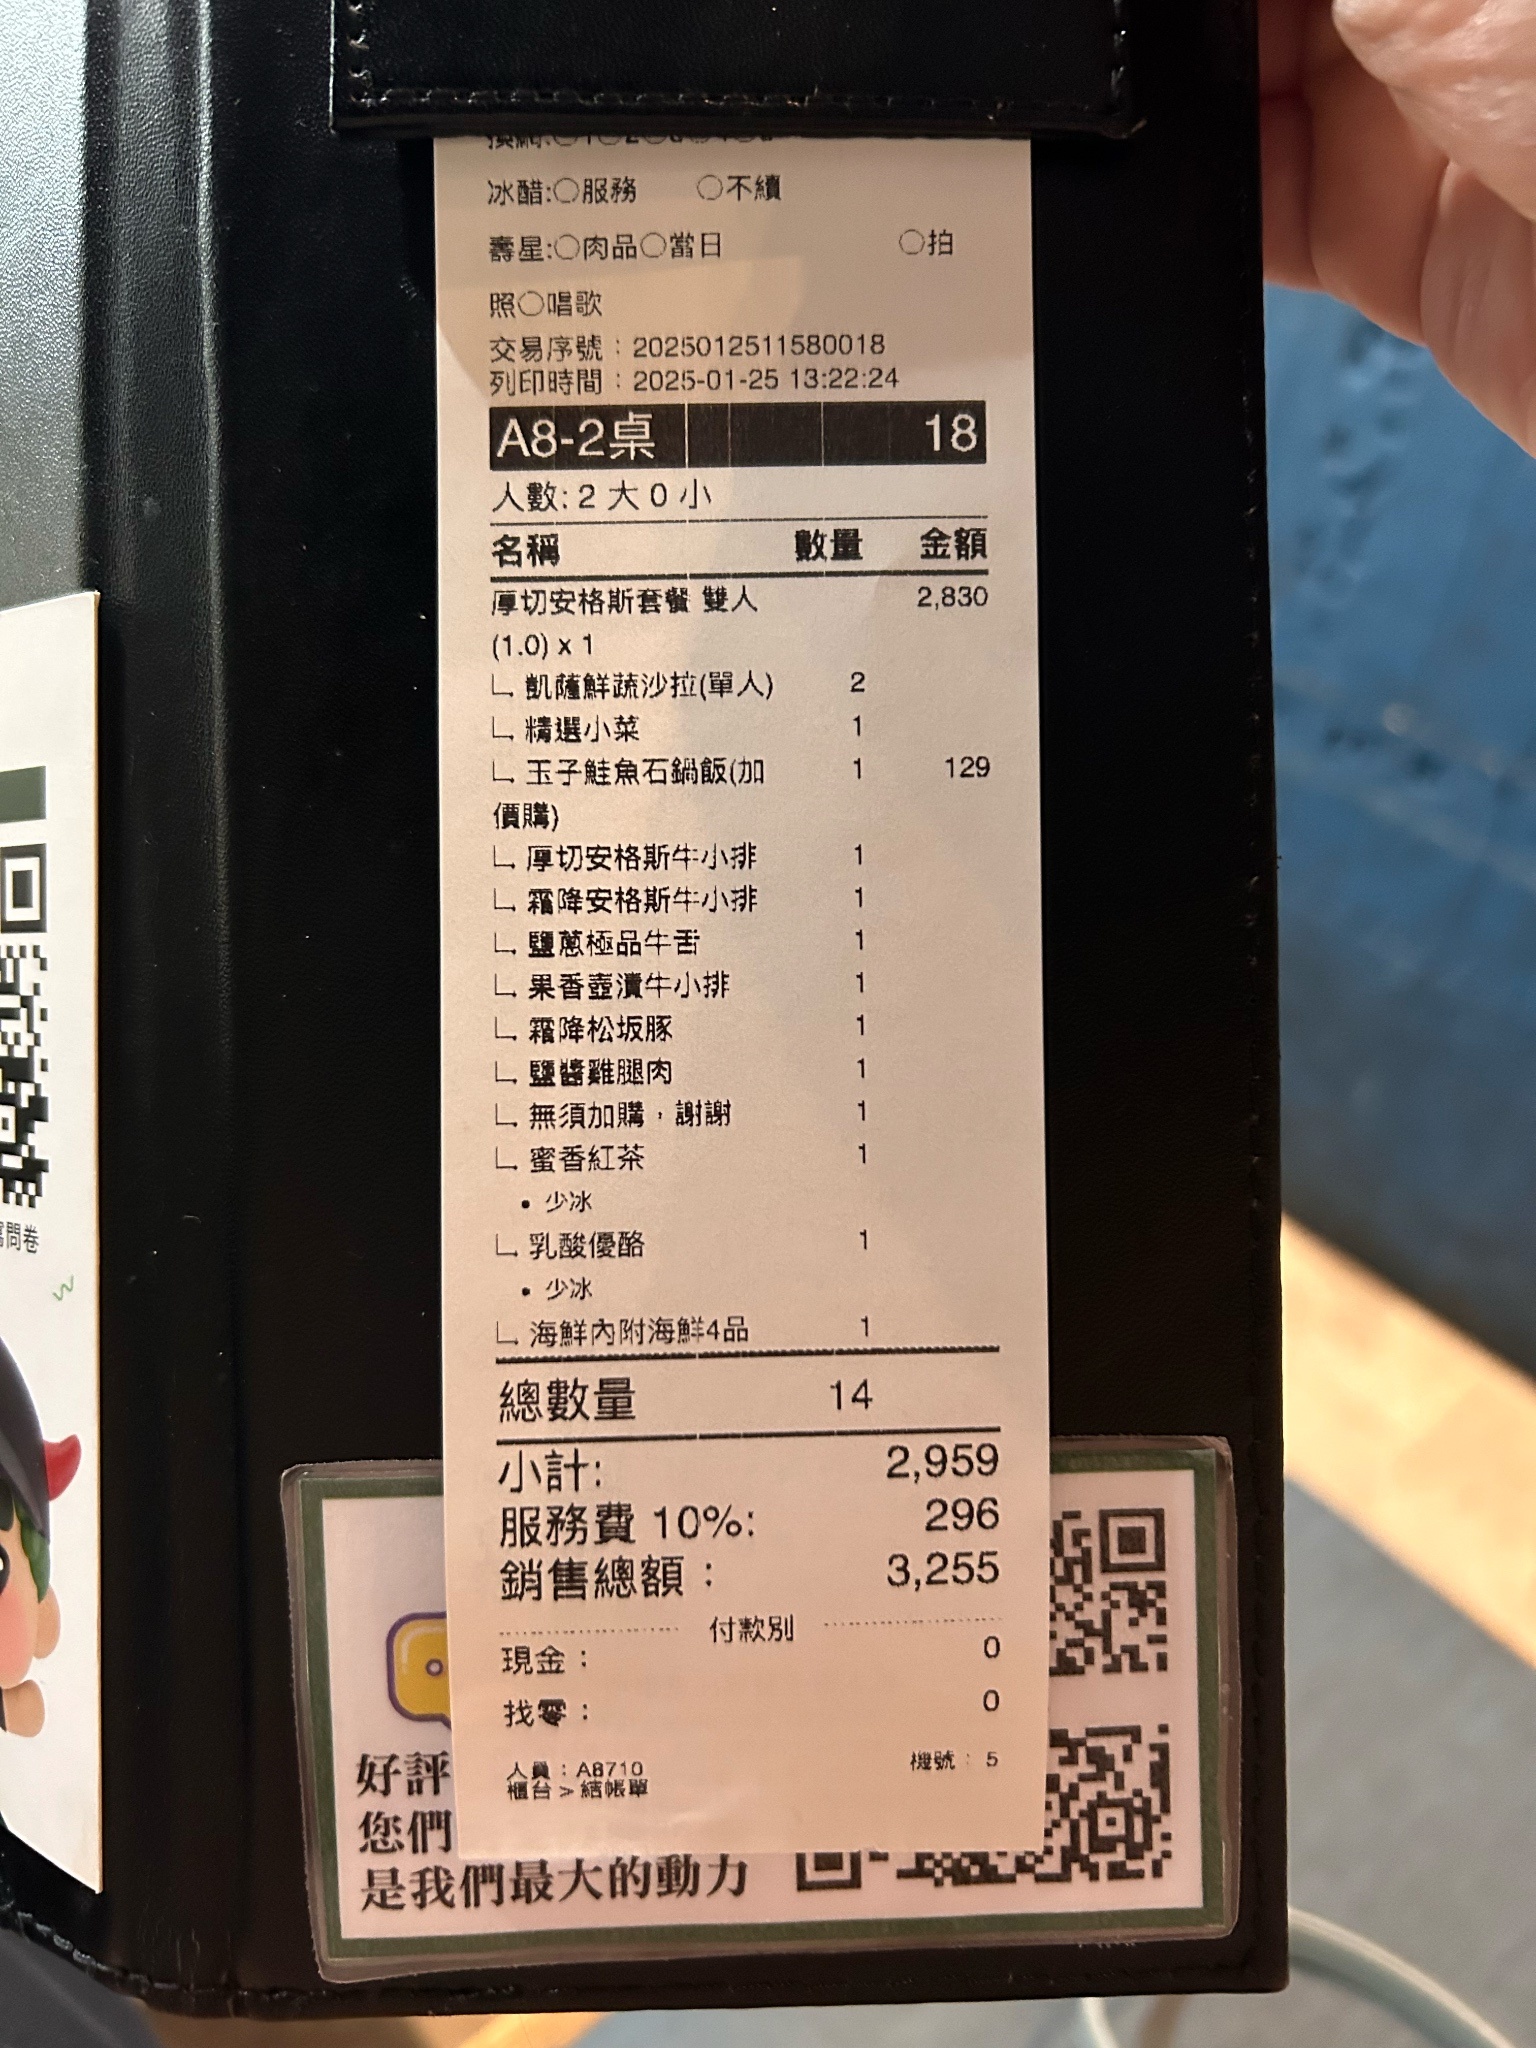 冰醋:○服務 ○不續
壽星:○肉品○當日 ○拍
照○唱歌
交易序號：2025012511580018
列印時間：2025-01-25 13:22:24
A8-2桌 18
人數: 2 大 0 小
名稱 數量 金額
厚切安格斯套餐 雙人 2,830
(1.0) x 1
∟ 凱薩鮮蔬沙拉(單人) 2
∟ 精選小菜 1
∟ 玉子鮭魚石鍋飯(加 1 129
價購)
∟ 厚切安格斯牛小排 1
∟ 霜降安格斯牛小排 1
∟ 鹽蔥極品牛舌 1
∟ 果香壺漬牛小排 1
∟ 霜降松坂豚 1
∟ 鹽醬雞腿肉 1
∟ 無須加購，謝謝 1
∟ 蜜香紅茶 1
• 少冰
∟ 乳酸優酪 1
• 少冰
∟ 海鮮內附海鮮4品 1
總數量 14
小計: 2,959
服務費 10%: 296
銷售總額： 3,255
付款別
現金： 0
找零： 0
人員：A8710 機號：5
櫃台 > 結帳單
好評
您們
是我們最大的動力
問卷